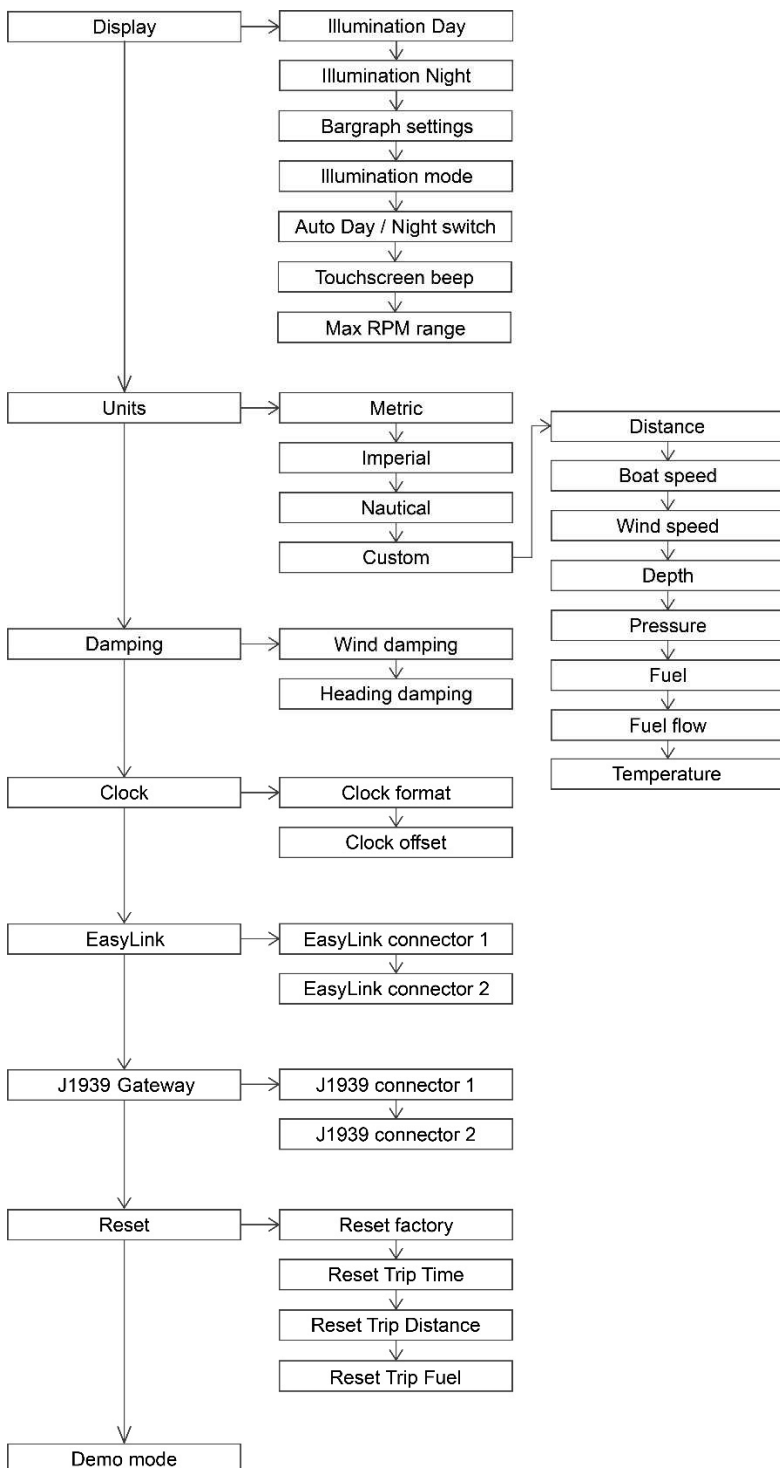 Display
Illumination Day
Illumination Night
Bargraph settings
Illumination mode
Auto Day / Night switch
Touchscreen beep
Max RPM range
Units
Metric
Imperial
Nautical
Custom
Distance
Boat speed
Wind speed
Depth
Pressure
Fuel
Fuel flow
Temperature
Damping
Wind damping
Heading damping
Clock
Clock format
Clock offset
EasyLink
EasyLink connector 1
EasyLink connector 2
J1939 Gateway
J1939 connector 1
J1939 connector 2
Reset
Reset factory
Reset Trip Time
Reset Trip Distance
Reset Trip Fuel
Demo mode